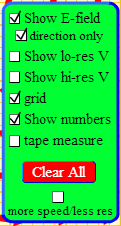 Show E-field
direction only
Show lo-res V
Show hi-res V
grid
Show numbers
tape measure
Clear All
more speed/less res